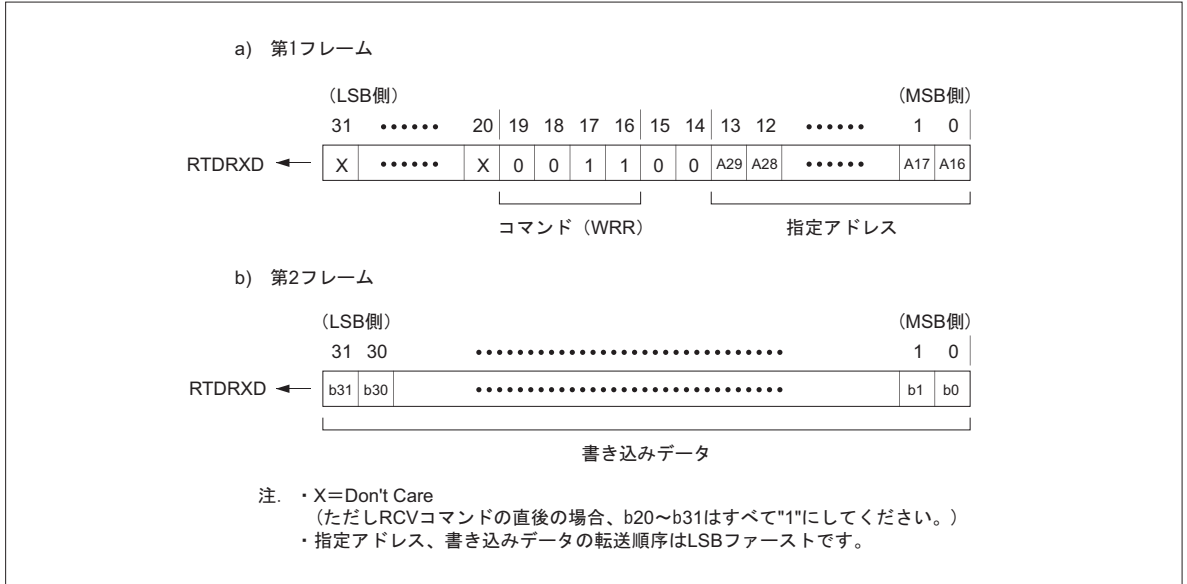 a) 第1フレーム
（LSB側） （MSB側）
31 •••••• 20 19 18 17 16 15 14 13 12 •••••• 1 0
RTDRXD X •••••• X 0 0 1 1 0 0 A29 A28 •••••• A17 A16
コマンド（WRR） 指定アドレス
b) 第2フレーム
（LSB側） （MSB側）
31 30 •••••••••••••••••••••••••••••• 1 0
RTDRXD b31 b30 •••••••••••••••••••••••••••••• b1 b0
書き込みデータ
注. ・X＝Don't Care
（ただしRCVコマンドの直後の場合、b20～b31はすべて"1"にしてください。）
・指定アドレス、書き込みデータの転送順序はLSBファーストです。